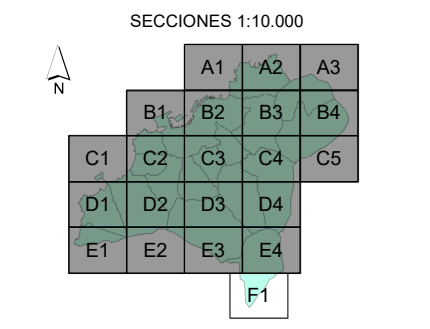 SECCIONES 1:10.000
N
A1 A2 A3
B1 B2 B3 B4
C1 C2 C3 C4 C5
D1 D2 D3 D4
E1 E2 E3 E4
F1